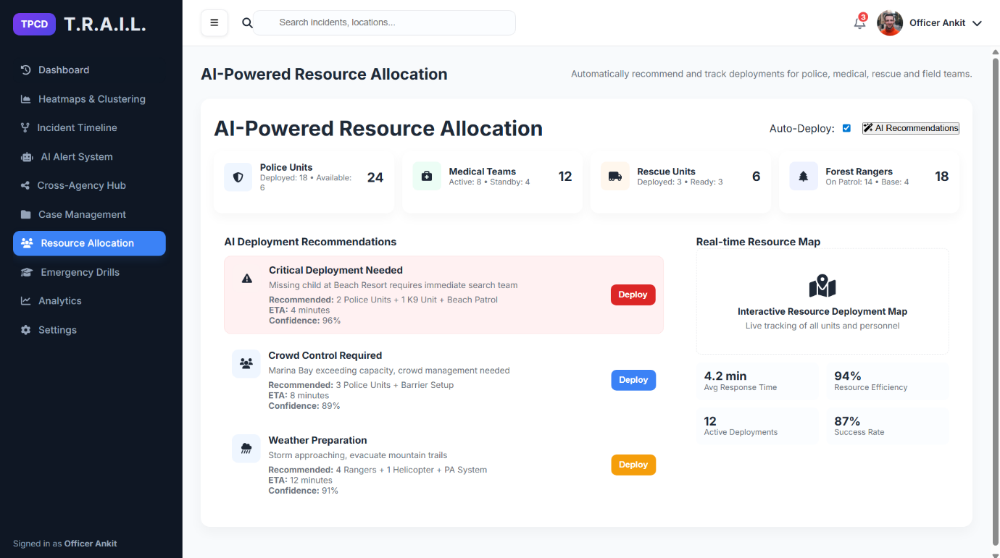 TPCD T.R.A.I.L.
Search incidents, locations...
3
Officer Ankit
Dashboard
Heatmaps & Clustering
Incident Timeline
AI Alert System
Cross-Agency Hub
Case Management
Resource Allocation
Emergency Drills
Analytics
Settings
Signed in as Officer Ankit
AI-Powered Resource Allocation
Automatically recommend and track deployments for police, medical, rescue and field teams.
AI-Powered Resource Allocation
Auto-Deploy:
AI Recommendations
Police Units
Deployed: 18 • Available:
6
24
Medical Teams
Active: 8 • Standby: 4
12
Rescue Units
Deployed: 3 • Ready: 3
6
Forest Rangers
On Patrol: 14 • Base: 4
18
AI Deployment Recommendations
Critical Deployment Needed
Missing child at Beach Resort requires immediate search team
Recommended: 2 Police Units + 1 K9 Unit + Beach Patrol
ETA: 4 minutes
Confidence: 96%
Deploy
Crowd Control Required
Marina Bay exceeding capacity, crowd management needed
Recommended: 3 Police Units + Barrier Setup
ETA: 8 minutes
Confidence: 89%
Deploy
Weather Preparation
Storm approaching, evacuate mountain trails
Recommended: 4 Rangers + 1 Helicopter + PA System
ETA: 12 minutes
Confidence: 91%
Deploy
Real-time Resource Map
Interactive Resource Deployment Map
Live tracking of all units and personnel
4.2 min
Avg Response Time
94%
Resource Efficiency
12
Active Deployments
87%
Success Rate